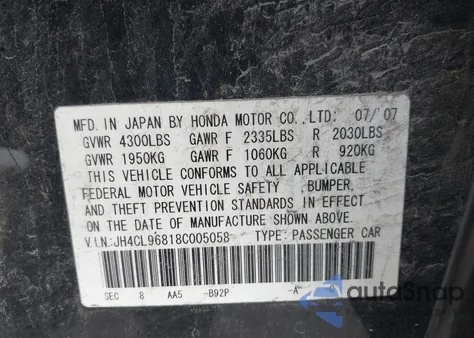 MFD. IN JAPAN BY HONDA MOTOR CO., LTD: 07/ 07
GVWR 4300LBS GAWR F 2335LBS R 2030LBS
GVWR 1950KG GAWR F 1060KG R 920KG
THIS VEHICLE CONFORMS TO ALL APPLICABLE
FEDERAL MOTOR VEHICLE SAFETY BUMPER,
AND THEFT PREVENTION STANDARDS IN EFFECT
ON THE DATE OF MANUFACTURE SHOWN ABOVE.
V.I.N:JH4CL96818C005058 TYPE: PASSENGER CAR
SEC 8 AA5 -B92P -A
autoSnap